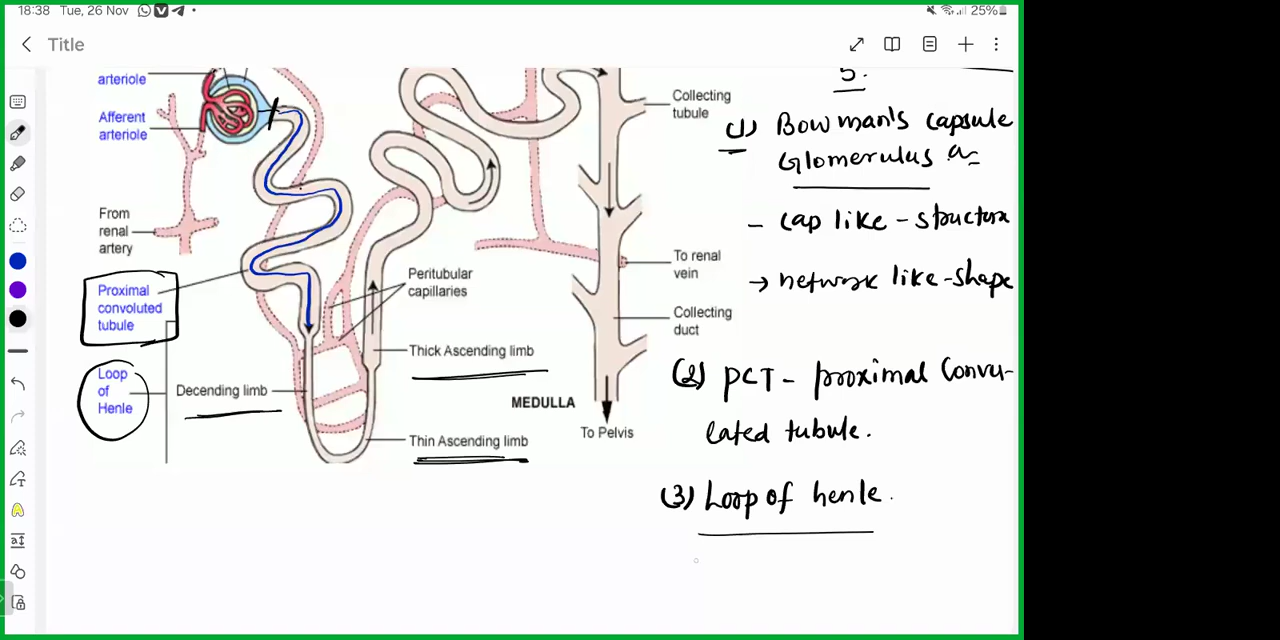 18:38 Tue, 26 Nov
25%
Title
arteriole
Afferent
arteriole
From
renal
artery
Proximal
convoluted
tubule
Loop
of
Henle
Decending limb
Peritubular
capillaries
Thick Ascending limb
MEDULLA
Thin Ascending limb
Collecting
tubule
To renal
vein
Collecting
duct
To Pelvis
5.
(1) Bowman's capsule
Glomerulus
- cap like - structure
→ network like-shape
(2) PCT - proximal convu-
lated tubule.
(3) Loop of henle.